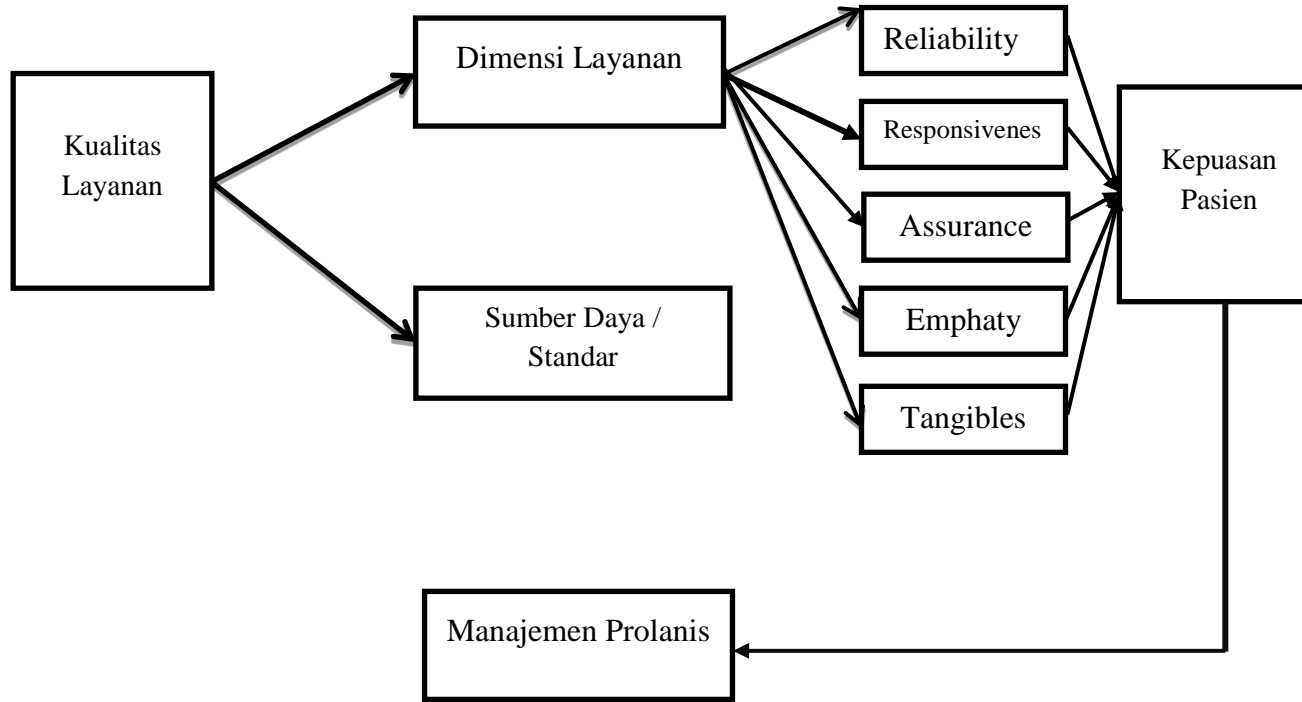 Kualitas
Layanan
Dimensi Layanan
Sumber Daya /
Standar
Reliability
Responsivenes
Assurance
Emphaty
Tangibles
Kepuasan
Pasien
Manajemen Prolanis